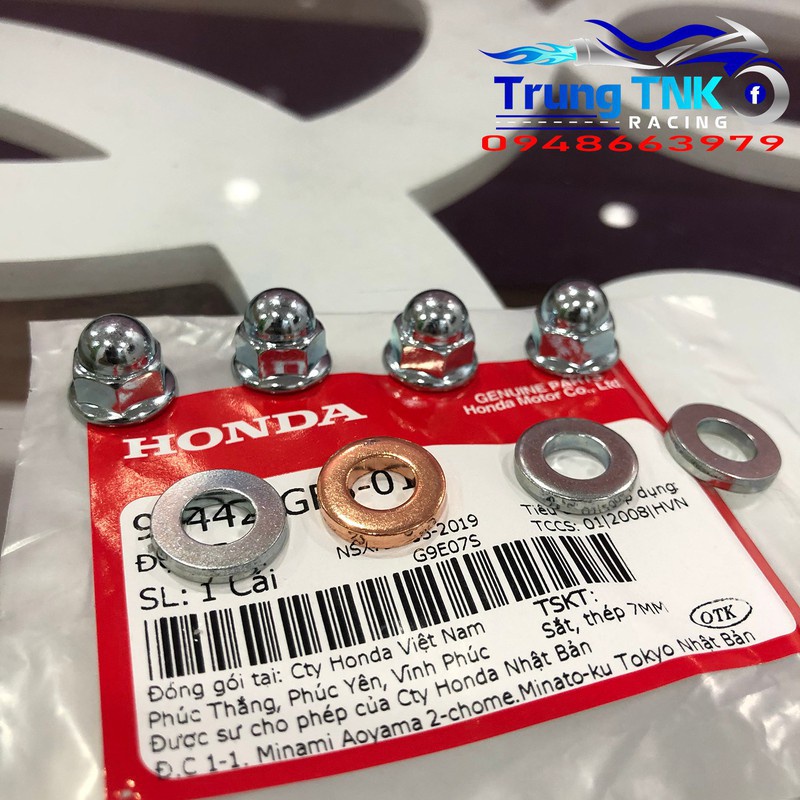 Trung TNK
f
RACING
0948663979
HONDA
GENUINE PARTS
Honda Motor Co., Ltd.
SL: 1 Cái
2019
G9E07S
dụng:
TCCS: 01|2008|HVN
TSKT:
Sắt, thép 7MM
OTK
Đóng gói tại: Cty Honda Việt Nam
Phúc Thắng, Phúc Yên, Vĩnh Phúc
Được sự cho phép của Cty Honda Nhật Bản
Đ.C 1-1. Minami Aoyama 2-chome.Minato-ku Tokyo Nhật Bản